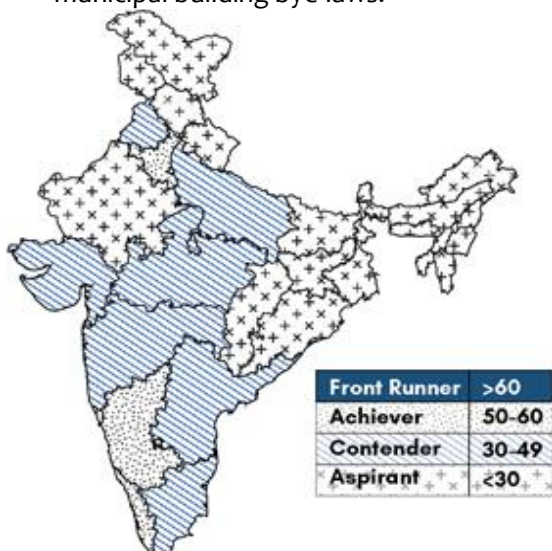 municipal building bye laws.
Front Runner >60
Achiever 50-60
Contender 30-49
Aspirant <30